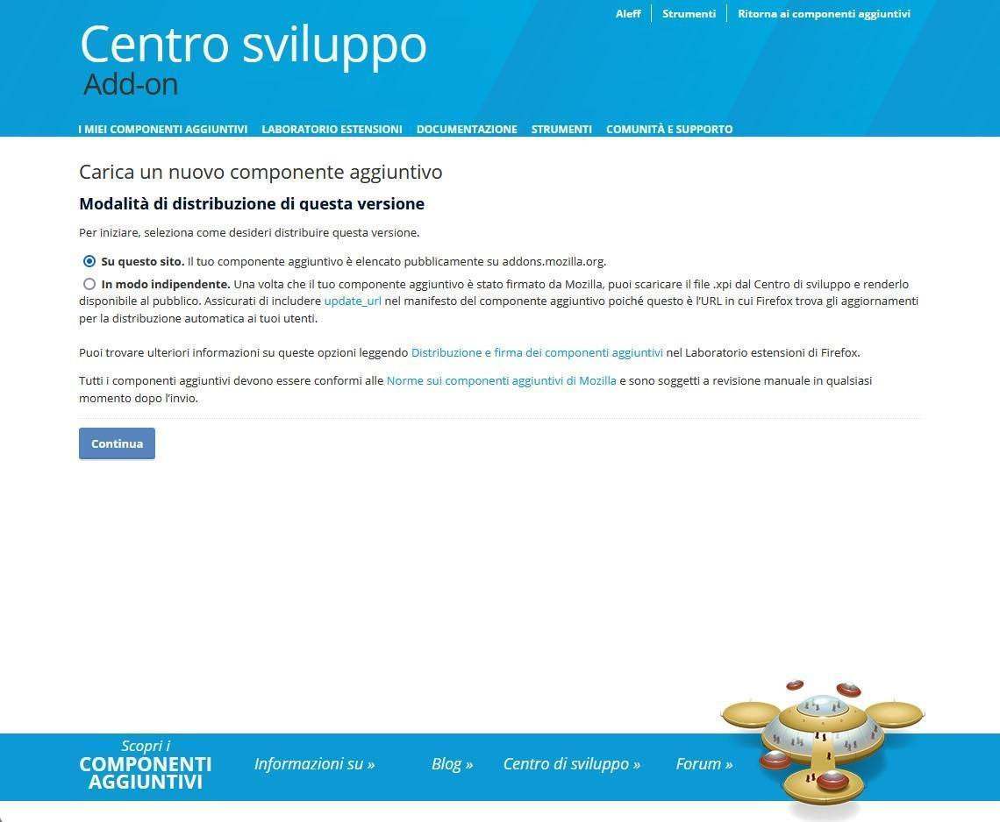 Aleff
Strumenti
Ritorna ai componenti aggiuntivi
Centro sviluppo
Add-on
I MIEI COMPONENTI AGGIUNTIVI
LABORATORIO ESTENSIONI
DOCUMENTAZIONE
STRUMENTI
COMUNITÀ E SUPPORTO
Carica un nuovo componente aggiuntivo
Modalità di distribuzione di questa versione
Per iniziare, seleziona come desideri distribuire questa versione.
Su questo sito. Il tuo componente aggiuntivo è elencato pubblicamente su addons.mozilla.org.
In modo indipendente. Una volta che il tuo componente aggiuntivo è stato firmato da Mozilla, puoi scaricare il file .xpi dal Centro di sviluppo e renderlo
disponibile al pubblico. Assicurati di includere update_url nel manifesto del componente aggiuntivo poiché questo è l’URL in cui Firefox trova gli aggiornamenti
per la distribuzione automatica ai tuoi utenti.
Puoi trovare ulteriori informazioni su queste opzioni leggendo Distribuzione e firma dei componenti aggiuntivi nel Laboratorio estensioni di Firefox.
Tutti i componenti aggiuntivi devono essere conformi alle Norme sui componenti aggiuntivi di Mozilla e sono soggetti a revisione manuale in qualsiasi
momento dopo l’invio.
Continua
Scopri i
COMPONENTI
AGGIUNTIVI
Informazioni su »
Blog »
Centro di sviluppo »
Forum »